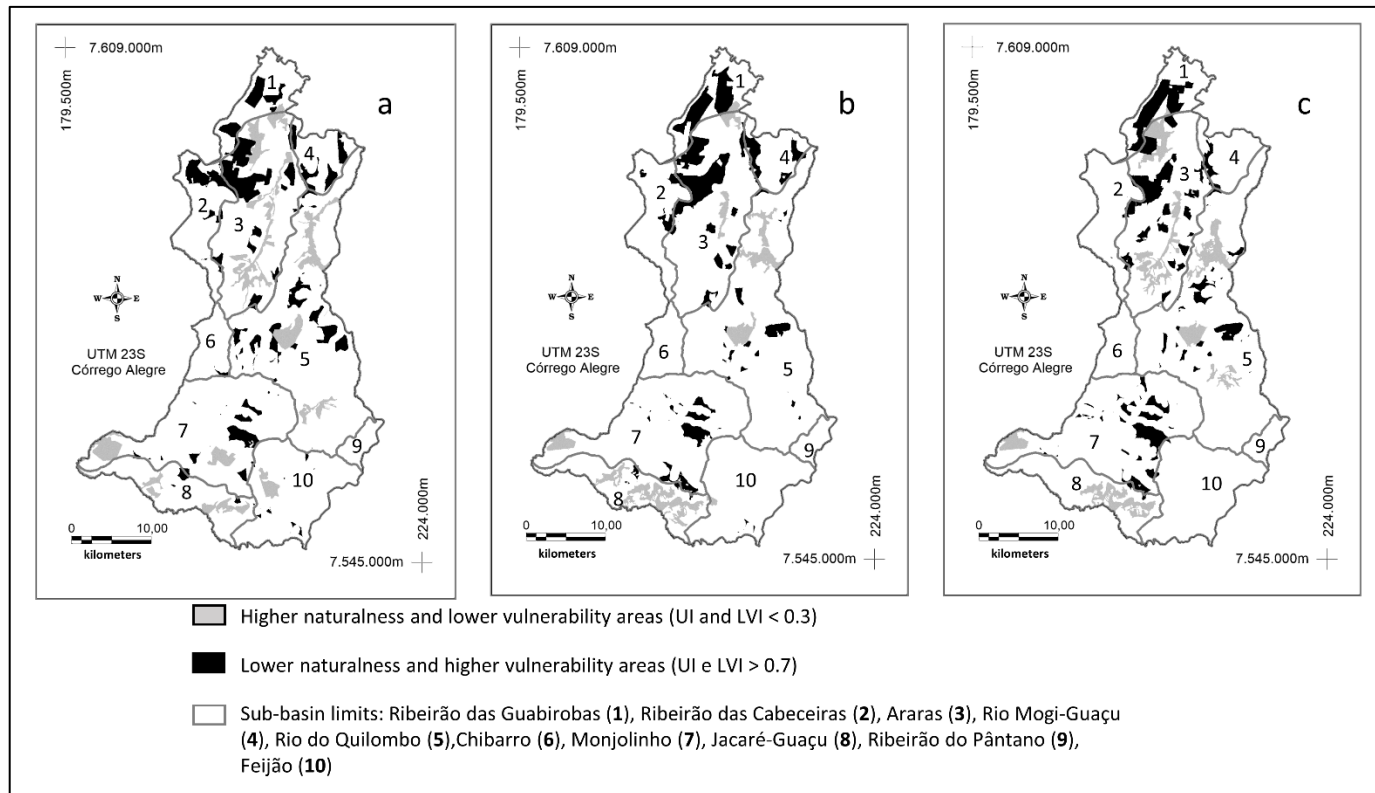 7.609.000m
179.500m
a
1
4
2
3
N
W E
S
UTM 23S
Córrego Alegre
6
5
7
9
10
8
0 10,00
kilometers
224.000m
7.545.000m
7.609.000m
179.500m
b
1
4
2
3
N
W E
S
UTM 23S
Córrego Alegre
6
5
7
9
10
8
0 10,00
kilometers
224.000m
7.545.000m
7.609.000m
179.500m
c
1
4
3
2
N
W E
S
UTM 23S
Córrego Alegre
6
5
7
9
10
8
0 10,00
kilometers
224.000m
7.545.000m
Higher naturalness and lower vulnerability areas (UI and LVI < 0.3)
Lower naturalness and higher vulnerability areas (UI e LVI > 0.7)
Sub-basin limits: Ribeirão das Guabirobas (1), Ribeirão das Cabeceiras (2), Araras (3), Rio Mogi-Guaçu
(4), Rio do Quilombo (5),Chibarro (6), Monjolinho (7), Jacaré-Guaçu (8), Ribeirão do Pântano (9),
Feijão (10)